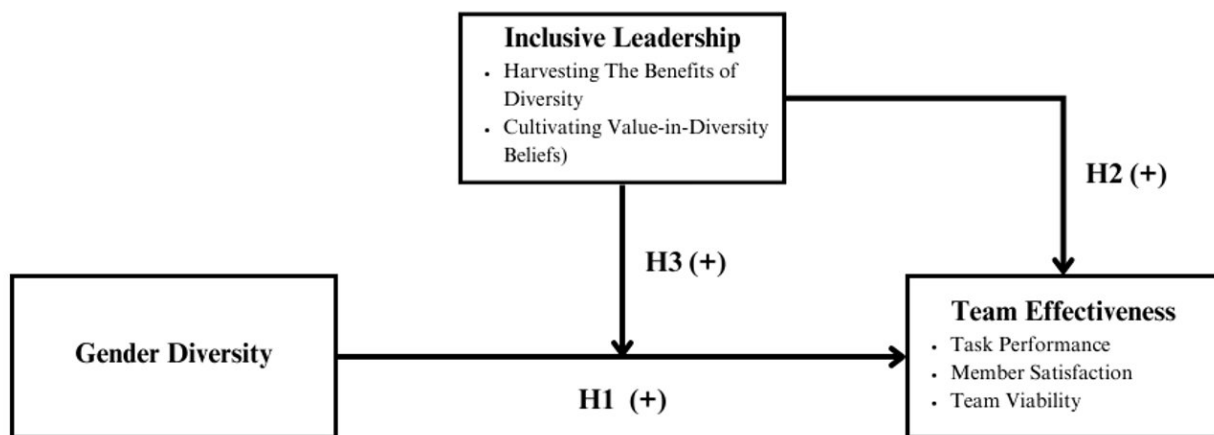 Inclusive Leadership
• Harvesting The Benefits of
Diversity
• Cultivating Value-in-Diversity
Beliefs)
H2 (+)
H3 (+)
Gender Diversity
H1 (+)
Team Effectiveness
• Task Performance
• Member Satisfaction
• Team Viability